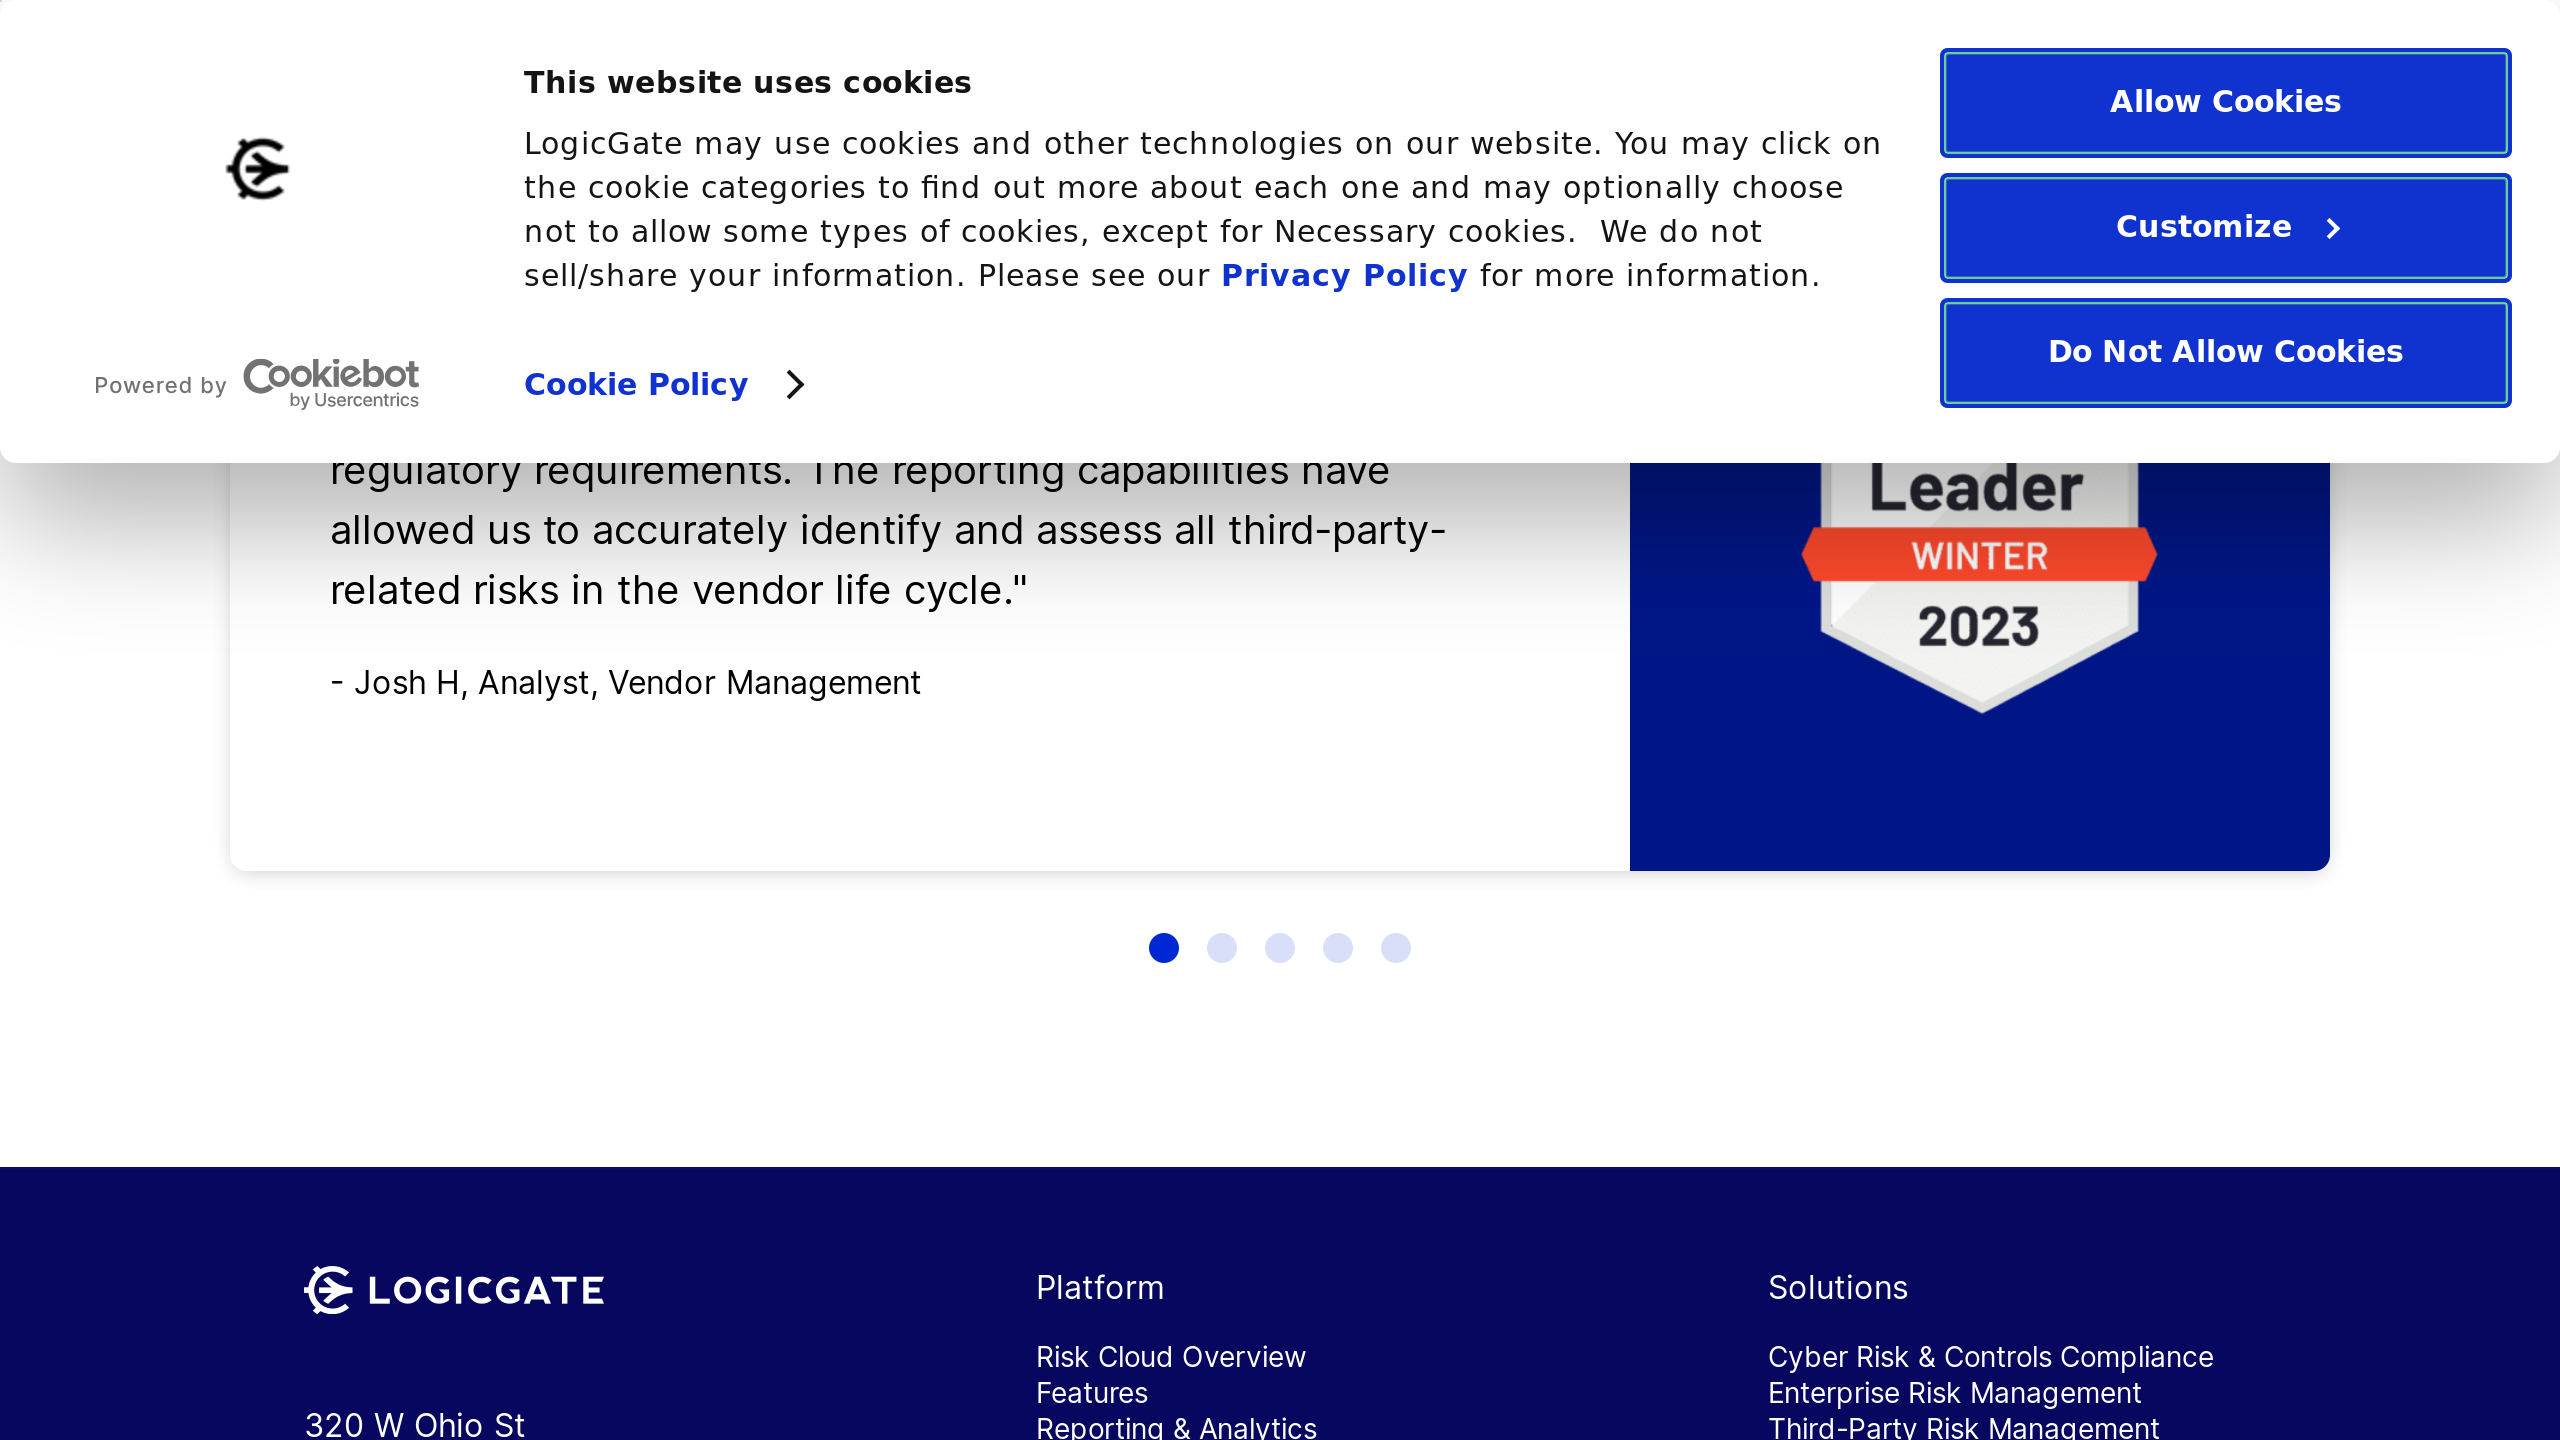 This website uses cookies
LogicGate may use cookies and other technologies on our website. You may click on
the cookie categories to find out more about each one and may optionally choose
not to allow some types of cookies, except for Necessary cookies.  We do not
sell/share your information. Please see our Privacy Policy for more information.
Powered by Cookiebot
by Usercentrics
Cookie Policy
Allow Cookies
Customize
Do Not Allow Cookies
regulatory requirements. The reporting capabilities have
allowed us to accurately identify and assess all third-party-
related risks in the vendor life cycle."
- Josh H, Analyst, Vendor Management
Leader
WINTER
2023
LOGICGATE
320 W Ohio St
Platform
Risk Cloud Overview
Features
Reporting & Analytics
Solutions
Cyber Risk & Controls Compliance
Enterprise Risk Management
Third-Party Risk Management